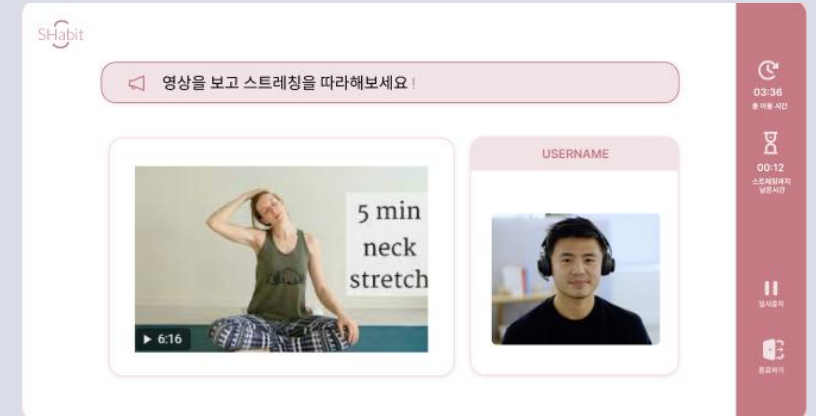 SHabit
영상을 보고 스트레칭을 따라해보세요 !
5 min
neck
stretch
6:16
USERNAME
03:36
총 이용 시간
00:12
스트레칭까지
남은시간
일시중지
종료하기